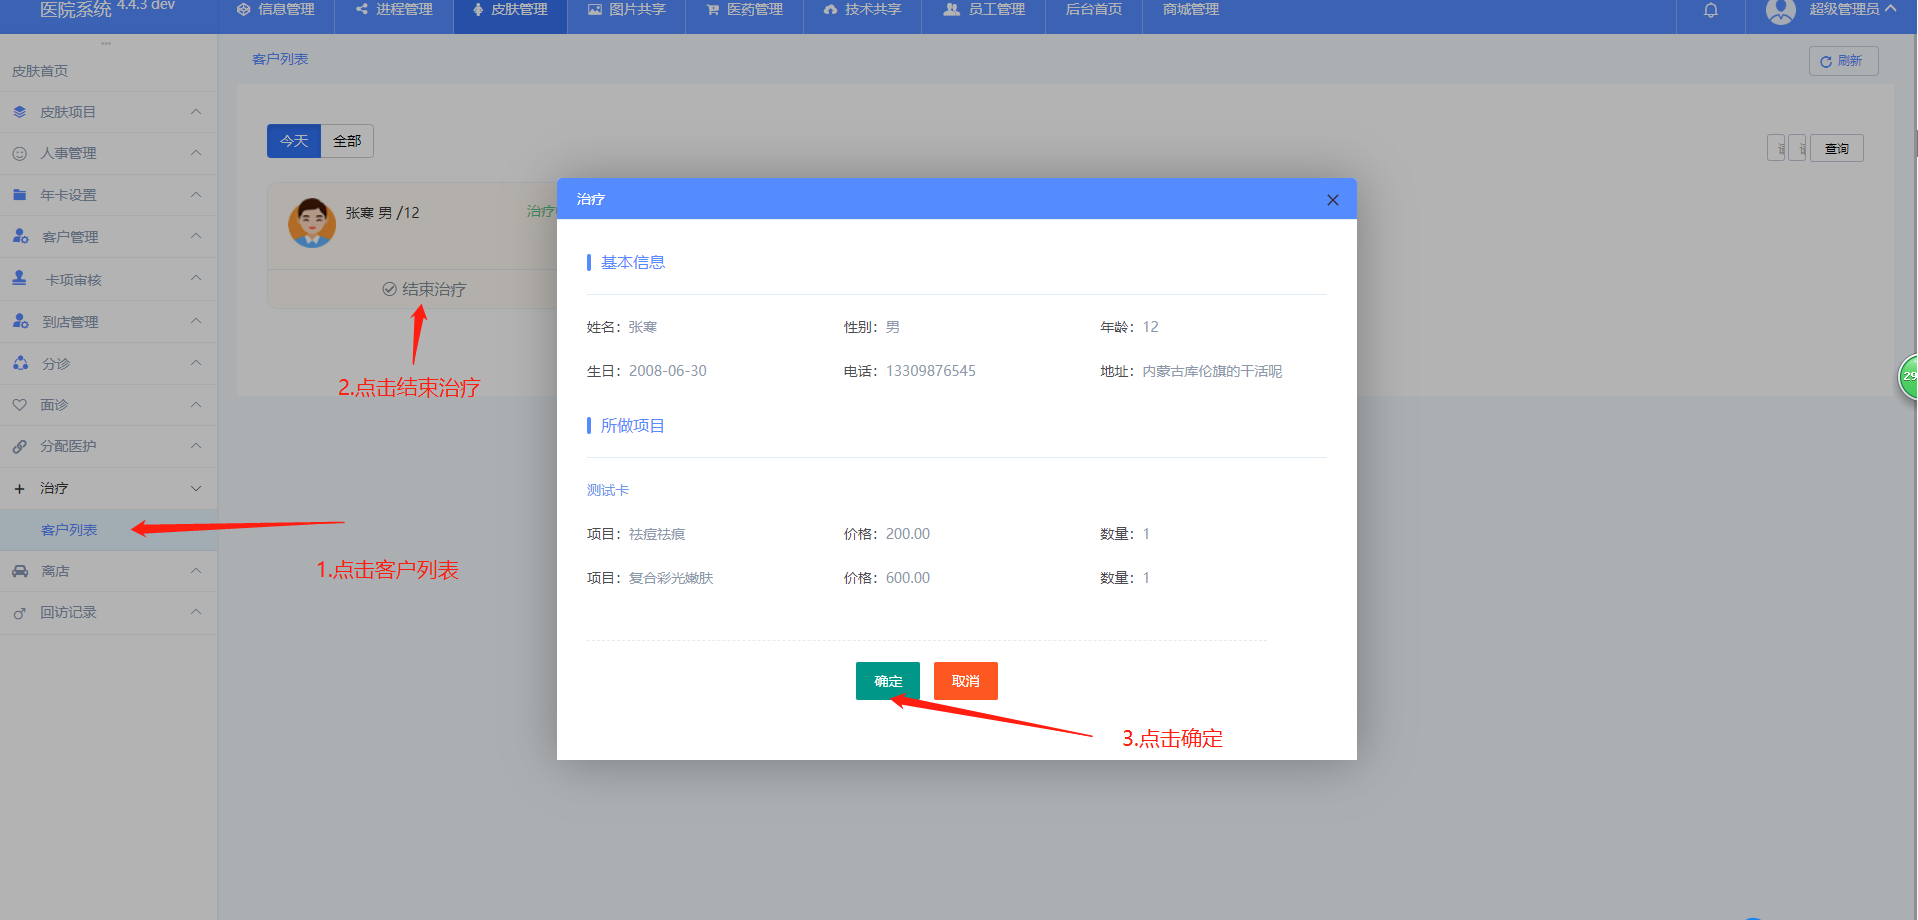 医院系统 4.4.3 dev
信息管理
进程管理
皮肤管理
图片共享
医药管理
技术共享
员工管理
后台首页
商城管理
超级管理员
皮肤首页
皮肤项目
人事管理
年卡设置
客户管理
卡项审核
到店管理
分诊
面诊
分配医护
治疗
客户列表
离店
回访记录
客户列表
刷新
今天
全部
查询
张寒 男 /12
治疗
结束治疗
2.点击结束治疗
1.点击客户列表
治疗
基本信息
姓名：张寒
性别：男
年龄：12
生日：2008-06-30
电话：13309876545
地址：内蒙古库伦旗的干活呢
所做项目
测试卡
项目：祛痘祛痕
价格：200.00
数量：1
项目：复合彩光嫩肤
价格：600.00
数量：1
确定
取消
3.点击确定
29